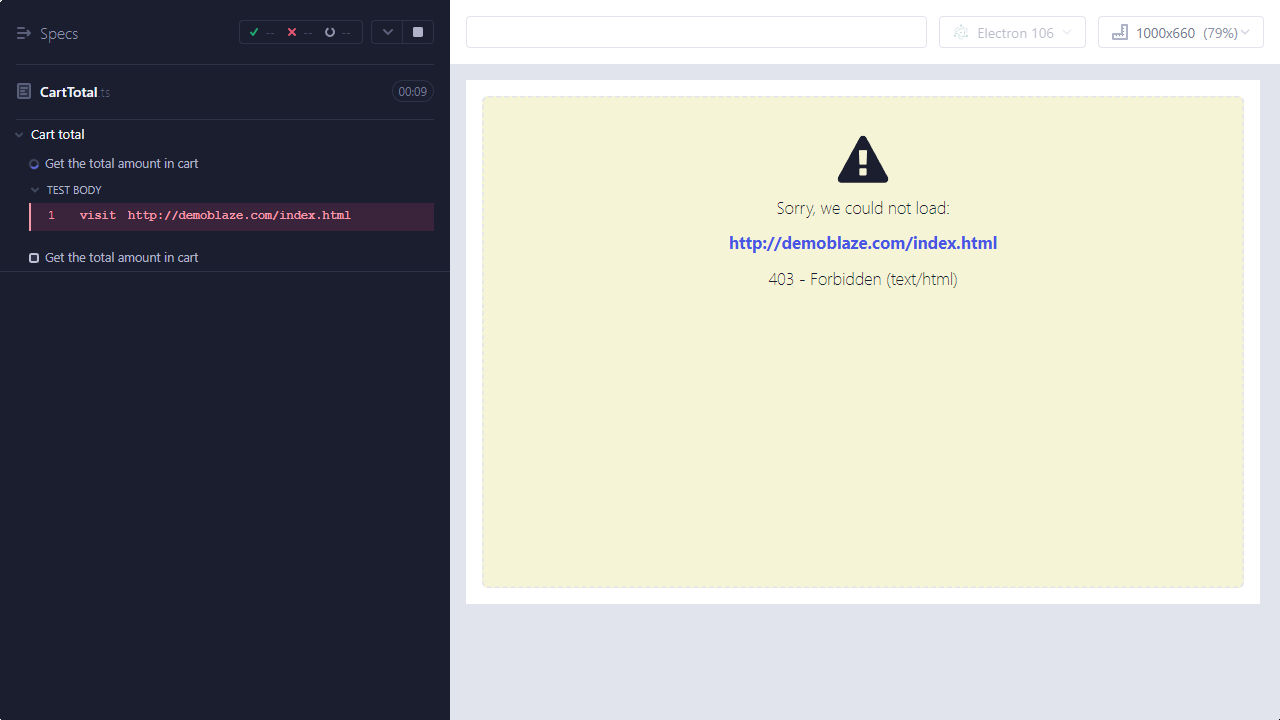 Specs
--
--
--
CartTotal.ts
00:09
Cart total
Get the total amount in cart
TEST BODY
1 visit http://demoblaze.com/index.html
Get the total amount in cart
Electron 106
1000x660 (79%)
Sorry, we could not load:
http://demoblaze.com/index.html
403 - Forbidden (text/html)